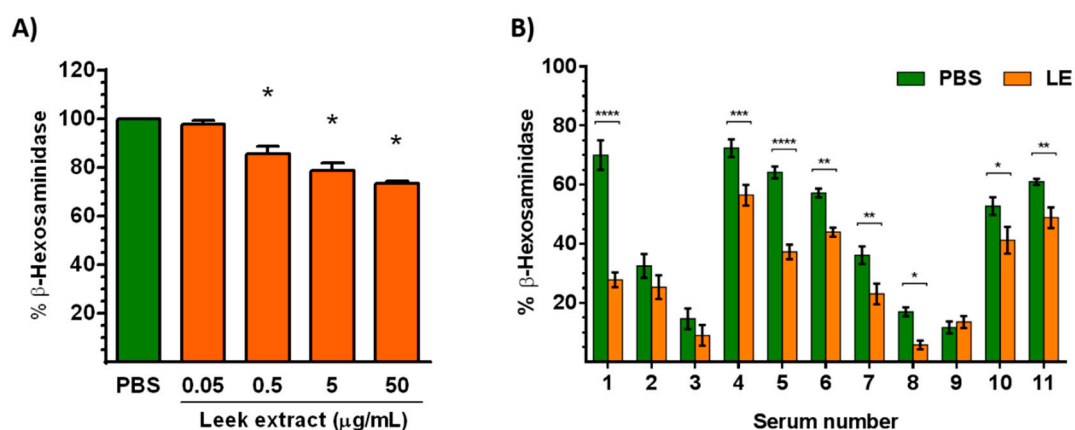 A)
% β-Hexosaminidase
120
100
80
60
40
20
*
*
*
PBS
0.05
0.5
5
50
Leek extract (μg/mL)
B)
% β-Hexosaminidase
100
80
60
40
20
PBS
LE
****
***
****
**
**
*
*
**
1 2 3 4 5 6 7 8 9 10 11
Serum number